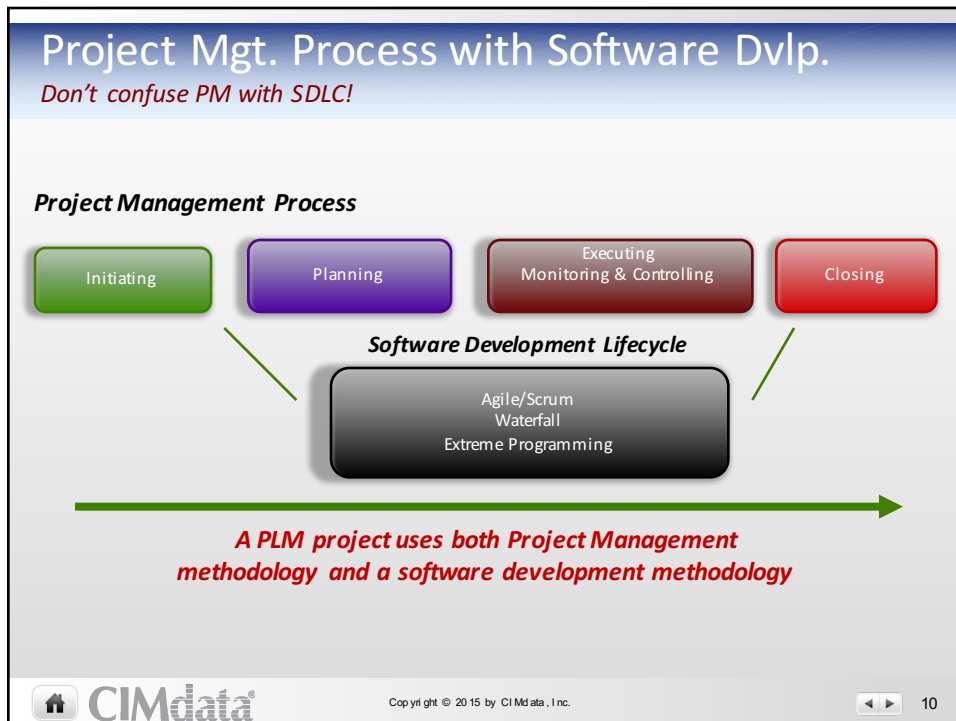 Project Mgt. Process with Software Dvlp.
Don't confuse PM with SDLC!
Project Management Process
Initiating
Planning
Executing
Monitoring & Controlling
Closing
Software Development Lifecycle
Agile/Scrum
Waterfall
Extreme Programming
A PLM project uses both Project Management
methodology and a software development methodology
CIMdata®
Copyright © 2015 by CIMdata, Inc.
10